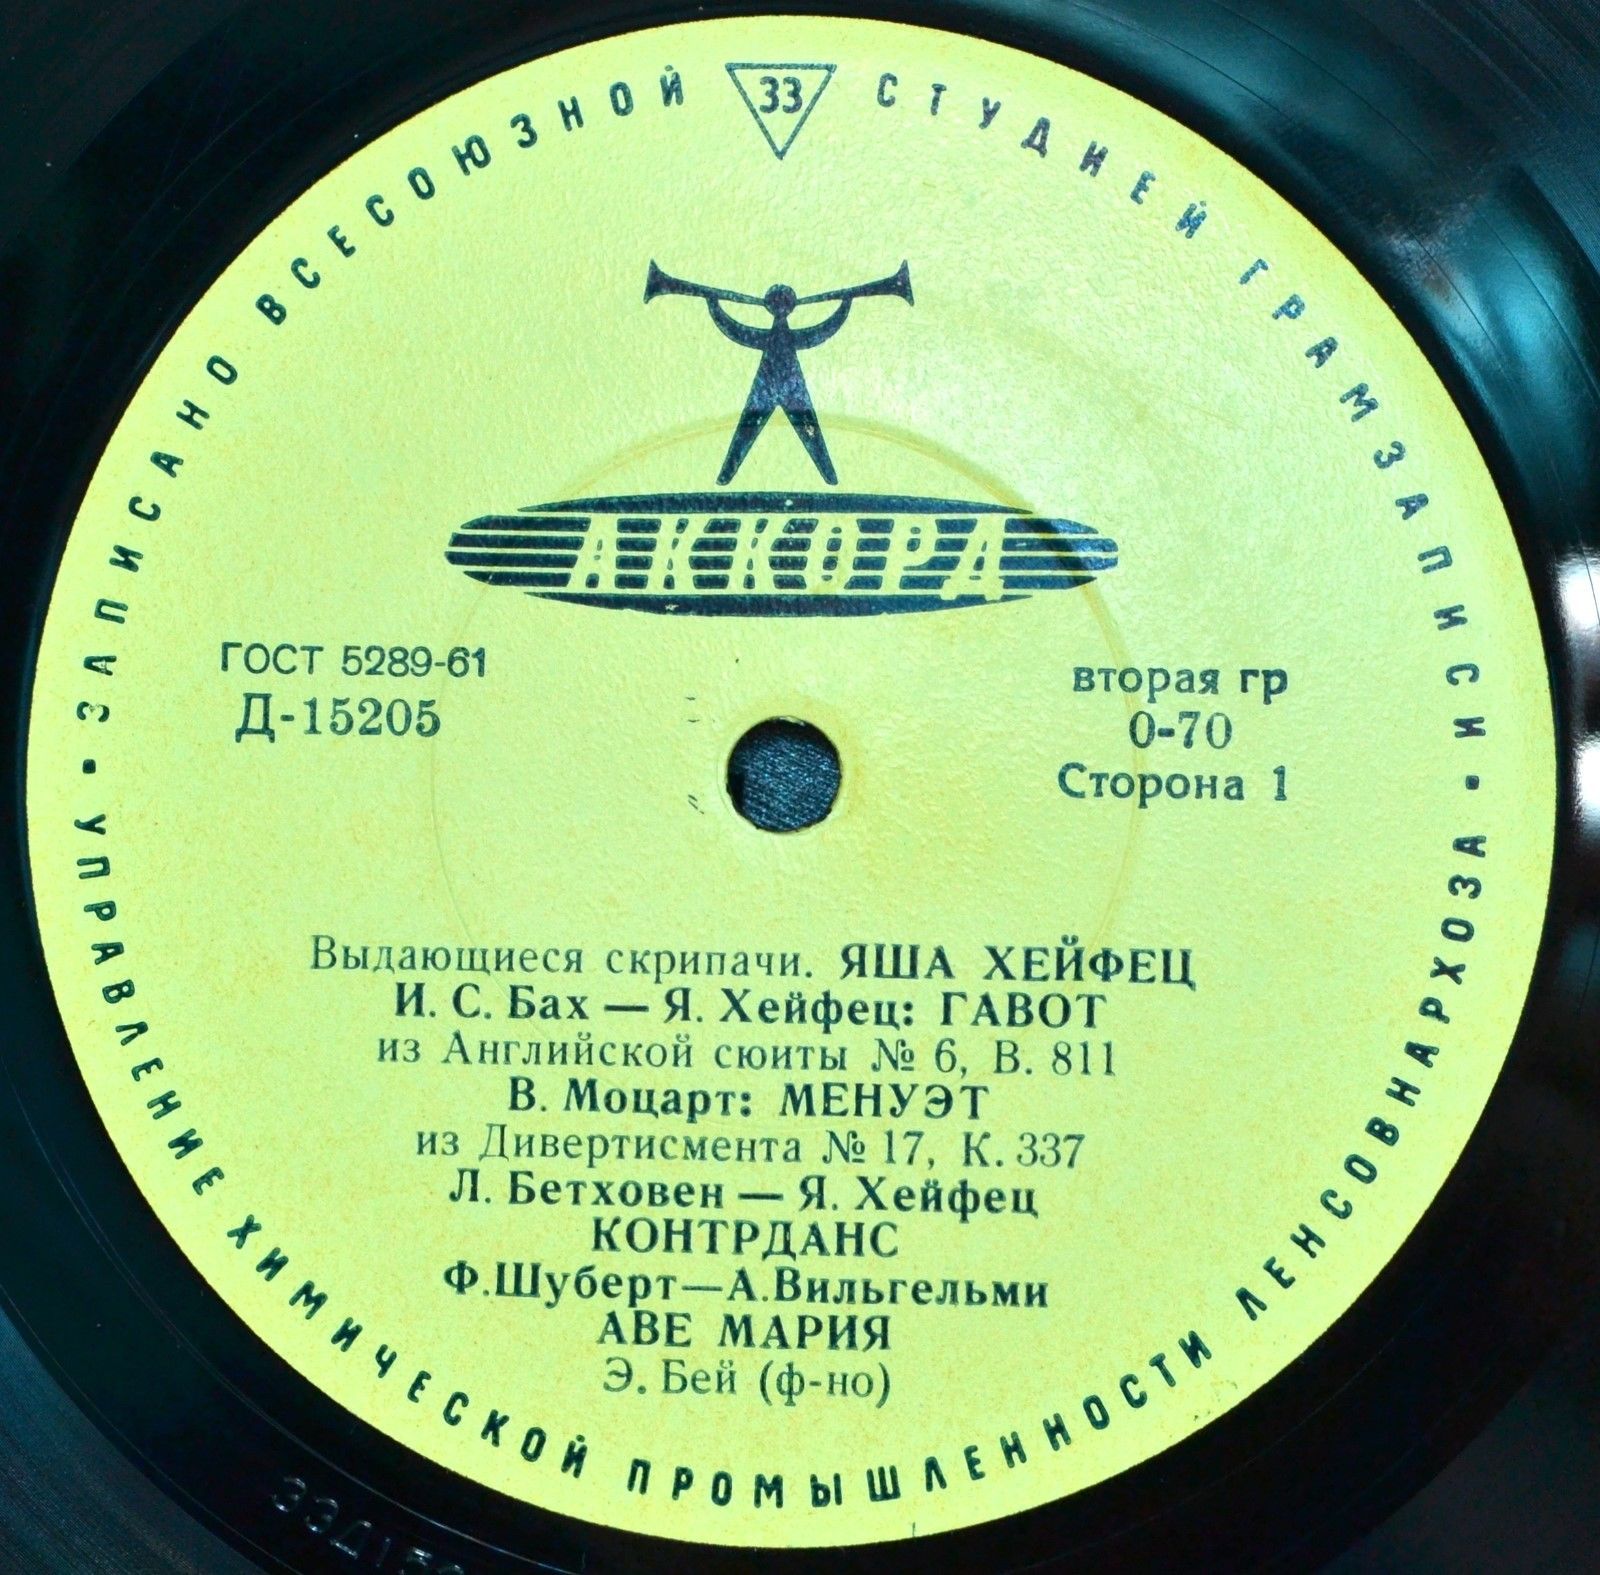 ЗАПИСАНО ВСЕСОЮЗНОЙ СТУДИЕЙ ГРАМЗАПИСИ
33
АККОРД
ГОСТ 5289-61
Д-15205
вторая гр
0-70
Сторона 1
Выдающиеся скрипачи. ЯША ХЕЙФЕЦ
И. С. Бах — Я. Хейфец: ГАВОТ
из Английской сюиты № 6, В. 811
В. Моцарт: МЕНУЭТ
из Дивертисмента № 17, К. 337
Л. Бетховен — Я. Хейфец
КОНТРДАНС
Ф.Шуберт—А.Вильгельми
АВЕ МАРИЯ
Э. Бей (ф-но)
УПРАВЛЕНИЕ ХИМИЧЕСКОЙ ПРОМЫШЛЕННОСТИ ЛЕНСОВНАРХОЗА